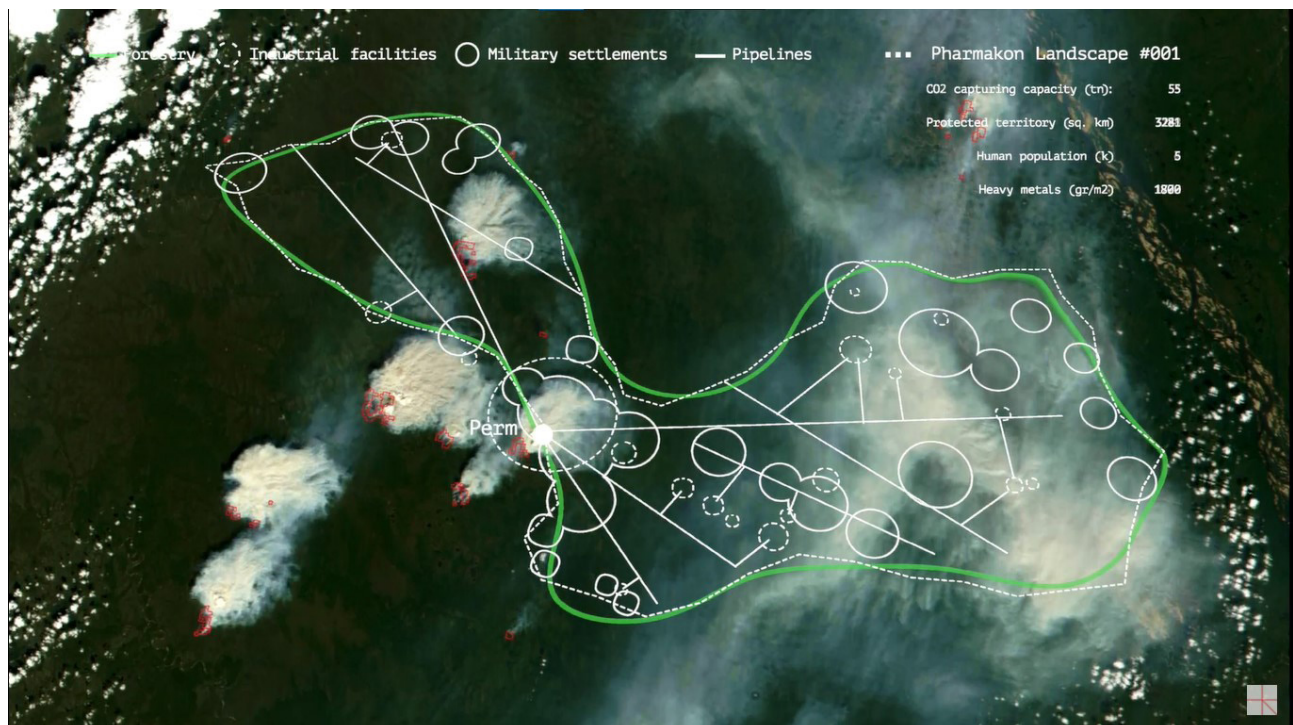 Forestry Industrial facilities Military settlements Pipelines
Pharmakon Landscape #001
CO2 capturing capacity (tn): 55
Protected territory (sq. km)
Human population (k) 5
Heavy metals (gr/m2)
Perm